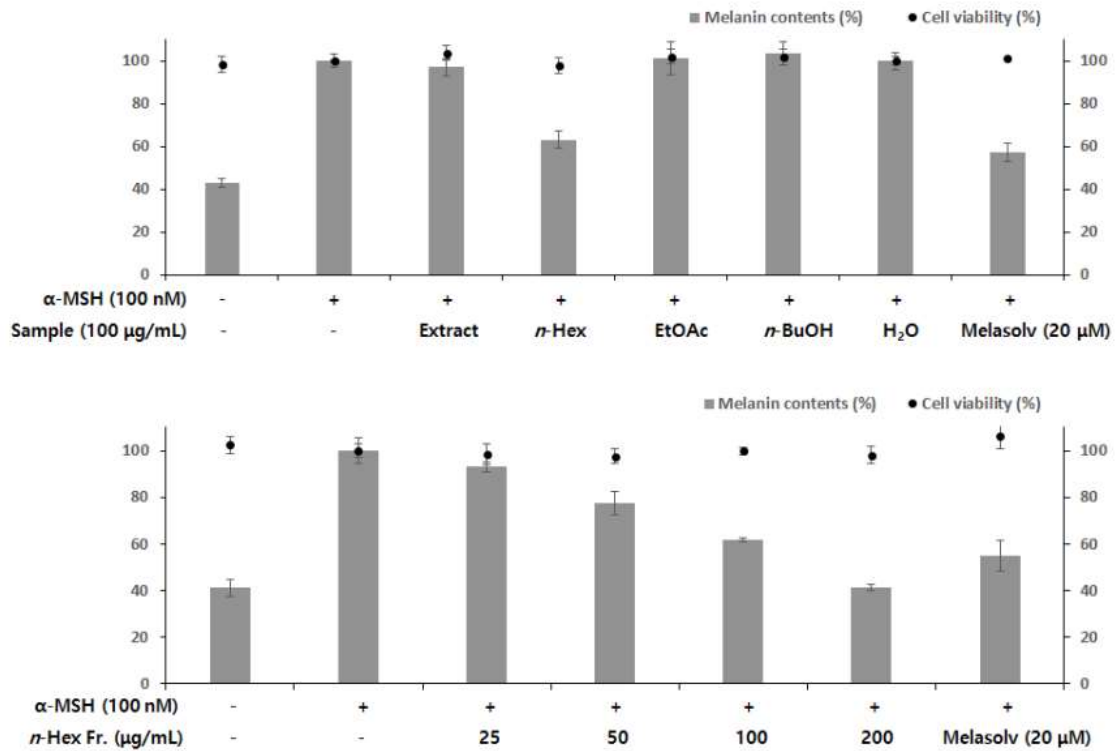 Melanin contents (%) Cell viability (%)
100 100
80 80
60 60
40 40
20 20
0 0
α-MSH (100 nM) - + + + + + + +
Sample (100 μg/mL) - - Extract n-Hex EtOAc n-BuOH H₂O Melasolv (20 μM)
Melanin contents (%) Cell viability (%)
100 100
80 80
60 60
40 40
20 20
0 0
α-MSH (100 nM) - + + + + + +
n-Hex Fr. (μg/mL) - - 25 50 100 200 Melasolv (20 μM)